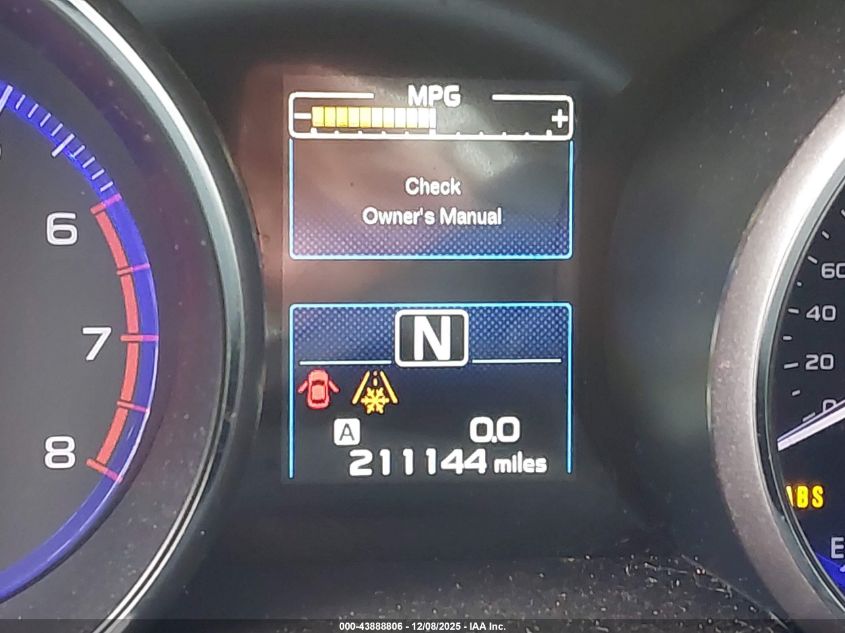 MPG
- +
Check
Owner's Manual
6
7
8
N
A
0.0
211144 miles
60
40
20
0
ABS
E
000-43888806 - 12/08/2025 - IAA Inc.